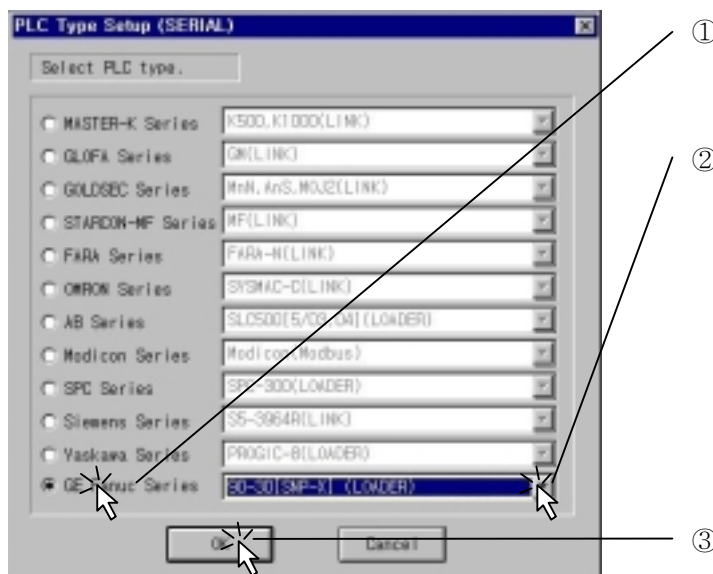 PLC Type Setup (SERIAL)
①
Select PLC type.
MASTER-K Series K500,K1000(LINK)
②
GLOFA Series GM(LINK)
GOLDSEC Series MnN,AnS,MOJ2(LINK)
STARCON-MF Series MF(LINK)
FARA Series FARA-N(LINK)
OMRON Series SYSMAC-C(LINK)
AB Series SLC500[5/03,04](LOADER)
Modicon Series Modicon(Modbus)
SPC Series SPC-300(LOADER)
Siemens Series S5-3964R(LINK)
Yaskawa Series PROGIC-8(LOADER)
GE Fanuc Series 90-30[SNP-X] (LOADER)
OK Cancel
③